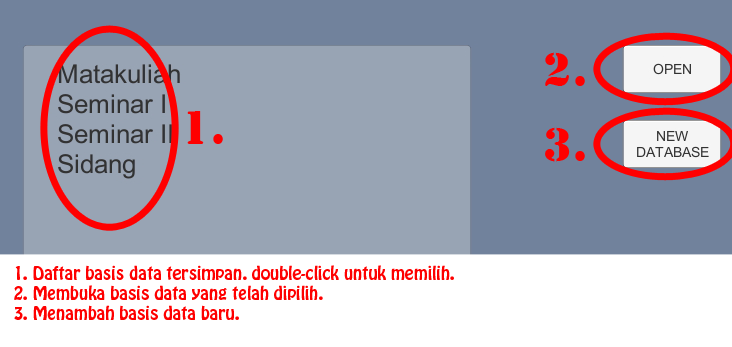 Matakuliah
Seminar I
Seminar II
Sidang
1.
2.
OPEN
3.
NEW
DATABASE
1. Daftar basis data tersimpan. double-click untuk memilih.
2. Membuka basis data yang telah dipilih.
3. Menambah basis data baru.